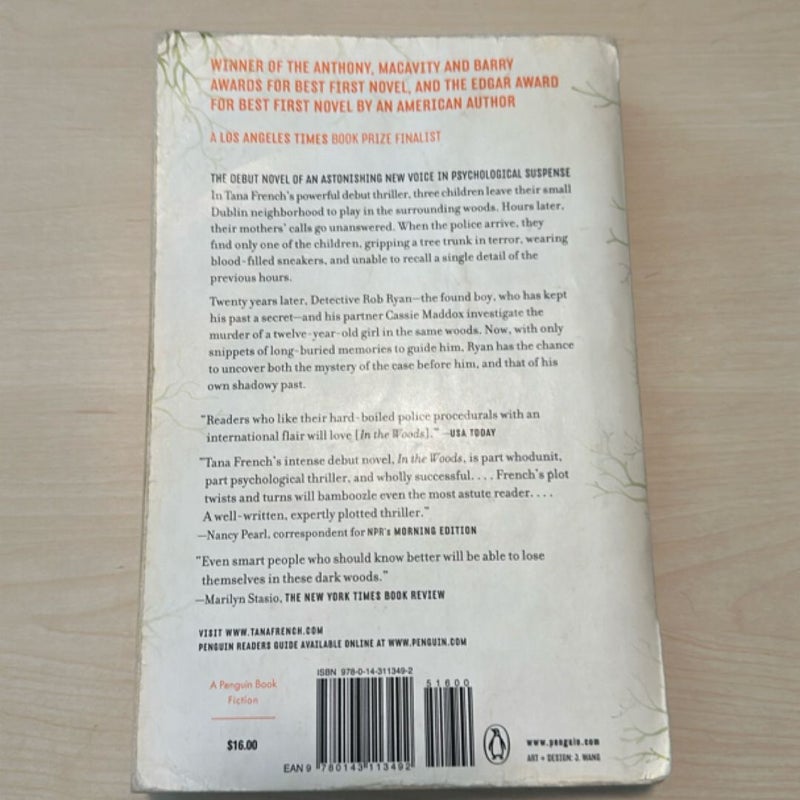 WINNER OF THE ANTHONY, MACAVITY AND BARRY
AWARDS FOR BEST FIRST NOVEL, AND THE EDGAR AWARD
FOR BEST FIRST NOVEL BY AN AMERICAN AUTHOR
A LOS ANGELES TIMES BOOK PRIZE FINALIST
THE DEBUT NOVEL OF AN ASTONISHING NEW VOICE IN PSYCHOLOGICAL SUSPENSE
In Tana French's powerful debut thriller, three children leave their small
Dublin neighborhood to play in the surrounding woods. Hours later,
their mothers' calls go unanswered. When the police arrive, they
find only one of the children, gripping a tree trunk in terror, wearing
blood-filled sneakers, and unable to recall a single detail of the
previous hours.
Twenty years later, Detective Rob Ryan—the found boy, who has kept
his past a secret—and his partner Cassie Maddox investigate the
murder of a twelve-year-old girl in the same woods. Now, with only
snippets of long-buried memories to guide him, Ryan has the chance
to uncover both the mystery of the case before him, and that of his
own shadowy past.
"Readers who like their hard-boiled police procedurals with an
international flair will love [In the Woods]." —USA TODAY
"Tana French's intense debut novel, In the Woods, is part whodunit,
part psychological thriller, and wholly successful. . . . French's plot
twists and turns will bamboozle even the most astute reader. . . .
A well-written, expertly plotted thriller."
—Nancy Pearl, correspondent for NPR's MORNING EDITION
"Even smart people who should know better will be able to lose
themselves in these dark woods."
—Marilyn Stasio, THE NEW YORK TIMES BOOK REVIEW
VISIT WWW.TANAFRENCH.COM
PENGUIN READERS GUIDE AVAILABLE ONLINE AT WWW.PENGUIN.COM
A Penguin Book
Fiction
$16.00
ISBN 978-0-14-311349-2
51600
EAN 9 780143 113492
www.penguin.com
ART + DESIGN: J. WANG